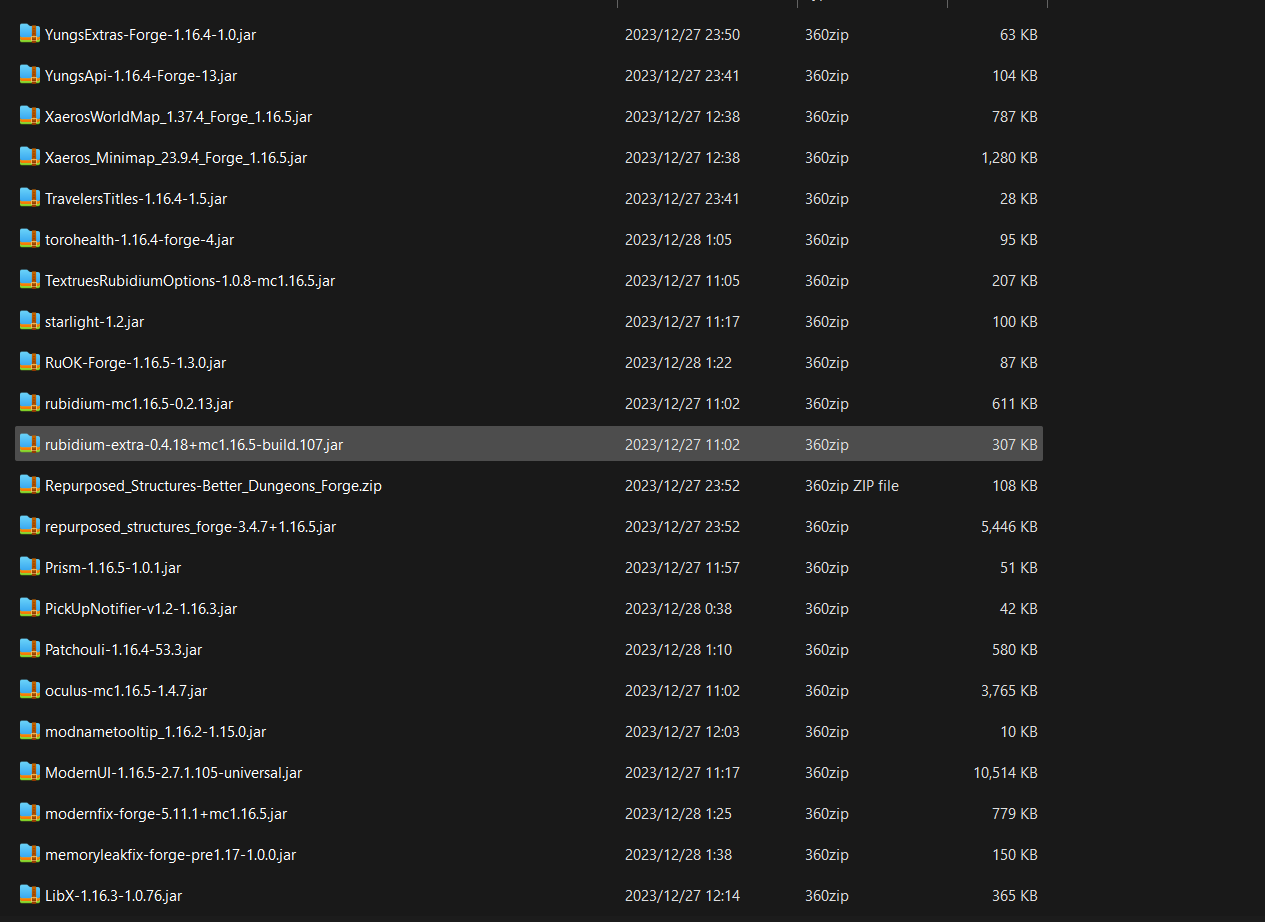 YungsExtras-Forge-1.16.4-1.0.jar 2023/12/27 23:50 360zip 63 KB
YungsApi-1.16.4-Forge-13.jar 2023/12/27 23:41 360zip 104 KB
XaerosWorldMap_1.37.4_Forge_1.16.5.jar 2023/12/27 12:38 360zip 787 KB
Xaeros_Minimap_23.9.4_Forge_1.16.5.jar 2023/12/27 12:38 360zip 1,280 KB
TravelersTitles-1.16.4-1.5.jar 2023/12/27 23:41 360zip 28 KB
torohealth-1.16.4-forge-4.jar 2023/12/28 1:05 360zip 95 KB
TextruesRubidiumOptions-1.0.8-mc1.16.5.jar 2023/12/27 11:05 360zip 207 KB
starlight-1.2.jar 2023/12/27 11:17 360zip 100 KB
RuOK-Forge-1.16.5-1.3.0.jar 2023/12/28 1:22 360zip 87 KB
rubidium-mc1.16.5-0.2.13.jar 2023/12/27 11:02 360zip 611 KB
rubidium-extra-0.4.18+mc1.16.5-build.107.jar 2023/12/27 11:02 360zip 307 KB
Repurposed_Structures-Better_Dungeons_Forge.zip 2023/12/27 23:52 360zip ZIP file 108 KB
repurposed_structures_forge-3.4.7+1.16.5.jar 2023/12/27 23:52 360zip 5,446 KB
Prism-1.16.5-1.0.1.jar 2023/12/27 11:57 360zip 51 KB
PickUpNotifier-v1.2-1.16.3.jar 2023/12/28 0:38 360zip 42 KB
Patchouli-1.16.4-53.3.jar 2023/12/28 1:10 360zip 580 KB
oculus-mc1.16.5-1.4.7.jar 2023/12/27 11:02 360zip 3,765 KB
modnametooltip_1.16.2-1.15.0.jar 2023/12/27 12:03 360zip 10 KB
ModernUI-1.16.5-2.7.1.105-universal.jar 2023/12/27 11:17 360zip 10,514 KB
modernfix-forge-5.11.1+mc1.16.5.jar 2023/12/28 1:25 360zip 779 KB
memoryleakfix-forge-pre1.17-1.0.0.jar 2023/12/28 1:38 360zip 150 KB
LibX-1.16.3-1.0.76.jar 2023/12/27 12:14 360zip 365 KB